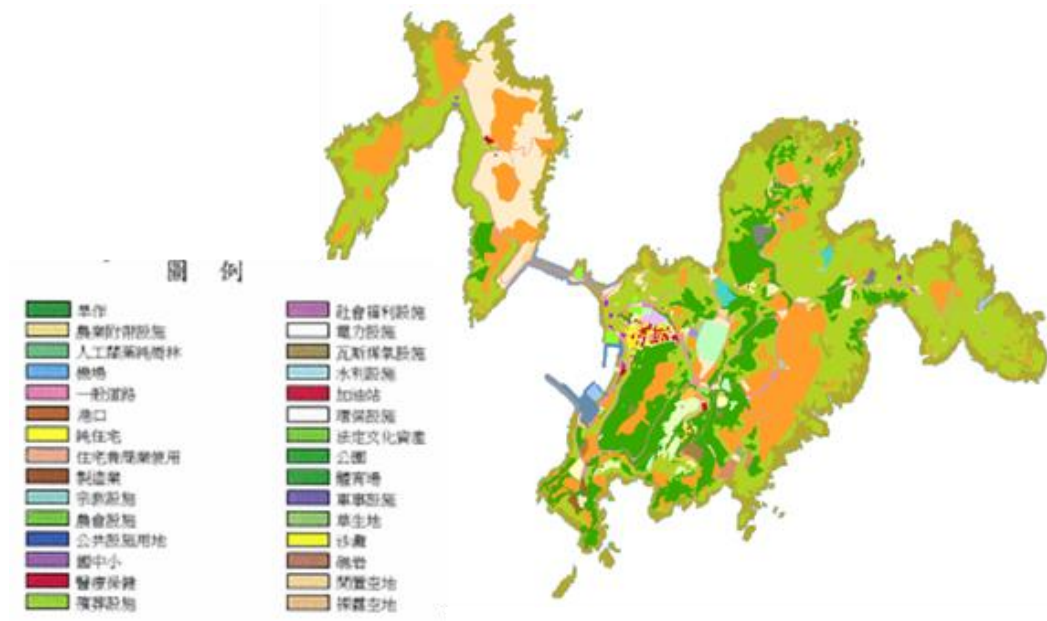 圖 例
旱作
農業附帶設施
人工闊葉純樹林
機場
一般道路
港口
純住宅
住宅兼商業使用
製造業
宗教設施
農會設施
公共設施用地
國中小
醫療保健
殯葬設施
社會福利設施
電力設施
瓦斯煤氣設施
水利設施
加油站
環保設施
法定文化資產
公園
體育場
軍事設施
草生地
沙灘
礁岩
閒置空地
裸露空地